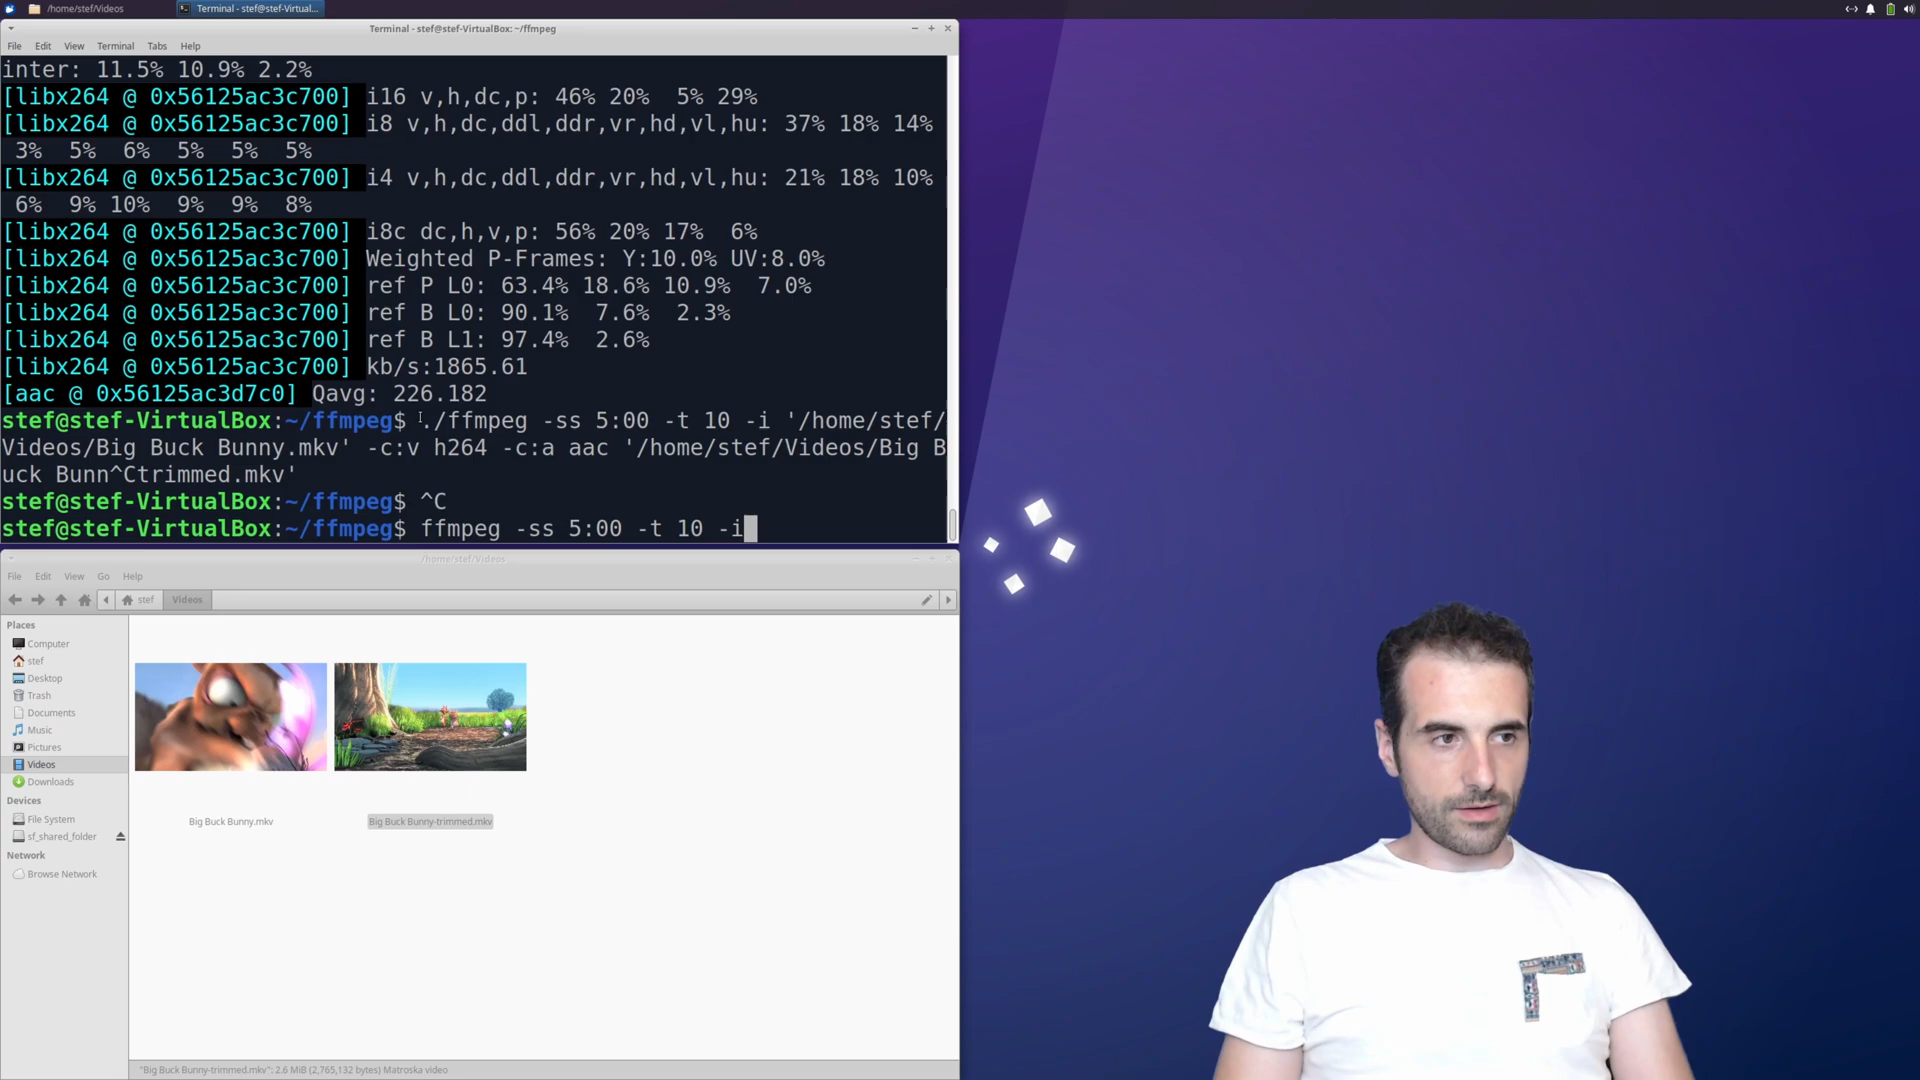 /home/stef/Videos
Terminal - stef@stef-Virtual...
Terminal - stef@stef-VirtualBox: ~/ffmpeg
File Edit View Terminal Tabs Help
inter: 11.5% 10.9% 2.2%
[libx264 @ 0x56125ac3c700] i16 v,h,dc,p: 46% 20%  5% 29%
[libx264 @ 0x56125ac3c700] i8 v,h,dc,ddl,ddr,vr,hd,vl,hu: 37% 18% 14%
3%  5%  6%  5%  5%  5%
[libx264 @ 0x56125ac3c700] i4 v,h,dc,ddl,ddr,vr,hd,vl,hu: 21% 18% 10%
6%  9% 10%  9%  9%  8%
[libx264 @ 0x56125ac3c700] i8c dc,h,v,p: 56% 20% 17%  6%
[libx264 @ 0x56125ac3c700] Weighted P-Frames: Y:10.0% UV:8.0%
[libx264 @ 0x56125ac3c700] ref P L0: 63.4% 18.6% 10.9%  7.0%
[libx264 @ 0x56125ac3c700] ref B L0: 90.1%  7.6%  2.3%
[libx264 @ 0x56125ac3c700] ref B L1: 97.4%  2.6%
[libx264 @ 0x56125ac3c700] kb/s:1865.61
[aac @ 0x56125ac3d7c0] Qavg: 226.182
stef@stef-VirtualBox:~/ffmpeg$ ./ffmpeg -ss 5:00 -t 10 -i '/home/stef/
Videos/Big Buck Bunny.mkv' -c:v h264 -c:a aac '/home/stef/Videos/Big B
uck Bunn^Ctrimmed.mkv'
stef@stef-VirtualBox:~/ffmpeg$ ^C
stef@stef-VirtualBox:~/ffmpeg$ ffmpeg -ss 5:00 -t 10 -i
/home/stef/Videos
File Edit View Go Help
stef Videos
Places
Computer
stef
Desktop
Trash
Documents
Music
Pictures
Videos
Downloads
Devices
File System
sf_shared_folder
Network
Browse Network
Big Buck Bunny.mkv
Big Buck Bunny-trimmed.mkv
"Big Buck Bunny-trimmed.mkv": 2.6 MiB (2,765,132 bytes) Matroska video